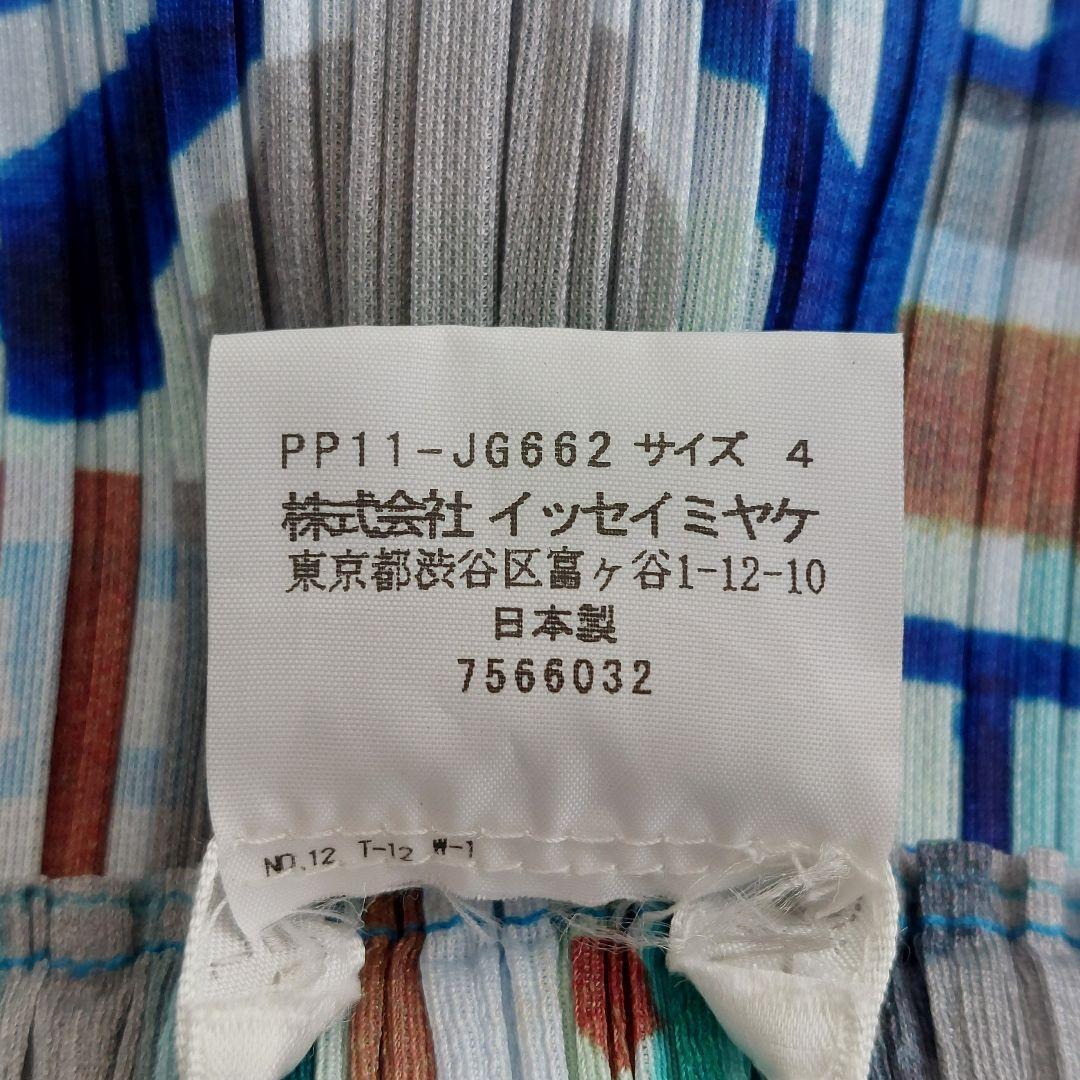 PP11-JG662 サイズ 4
株式会社 イッセイミヤケ
東京都渋谷区富ヶ谷1-12-10
日本製
7566032
NO.12 T-12 W-1